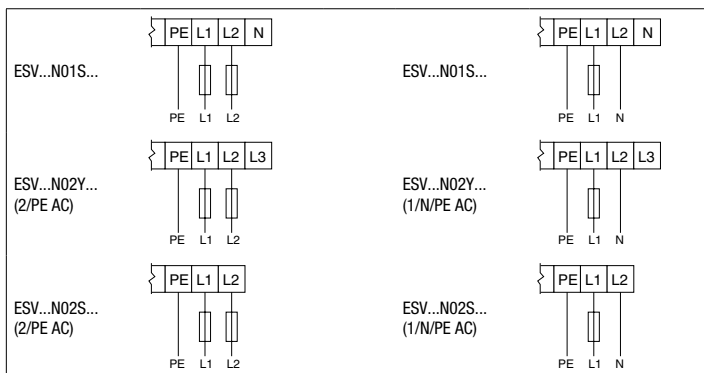 PE L1 L2 N
ESV...N01S...
PE L1 L2
PE L1 L2 N
ESV...N01S...
PE L1 N
PE L1 L2 L3
ESV...N02Y...
(2/PE AC)
PE L1 L2
PE L1 L2 L3
ESV...N02Y...
(1/N/PE AC)
PE L1 N
PE L1 L2
ESV...N02S...
(2/PE AC)
PE L1 L2
PE L1 L2
ESV...N02S...
(1/N/PE AC)
PE L1 N